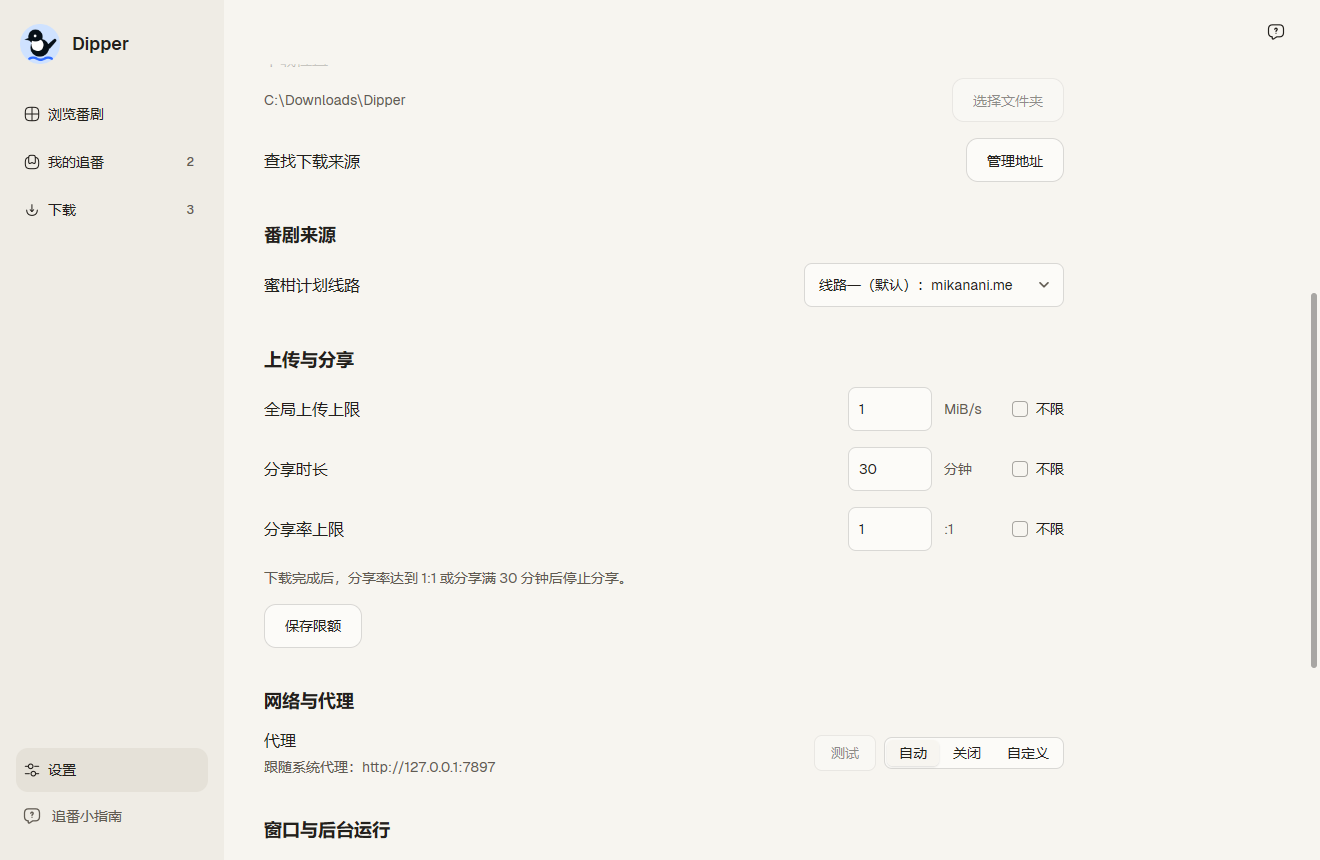 Dipper
浏览番剧
我的追番 2
下载 3
设置
追番小指南
C:\Downloads\Dipper 选择文件夹
查找下载来源 管理地址
番剧来源
蜜柑计划线路 线路一（默认）：mikanani.me
上传与分享
全局上传上限 1 MiB/s 不限
分享时长 30 分钟 不限
分享率上限 1 :1 不限
下载完成后，分享率达到 1:1 或分享满 30 分钟后停止分享。
保存限额
网络与代理
代理
跟随系统代理：http://127.0.0.1:7897 测试 自动 关闭 自定义
窗口与后台运行